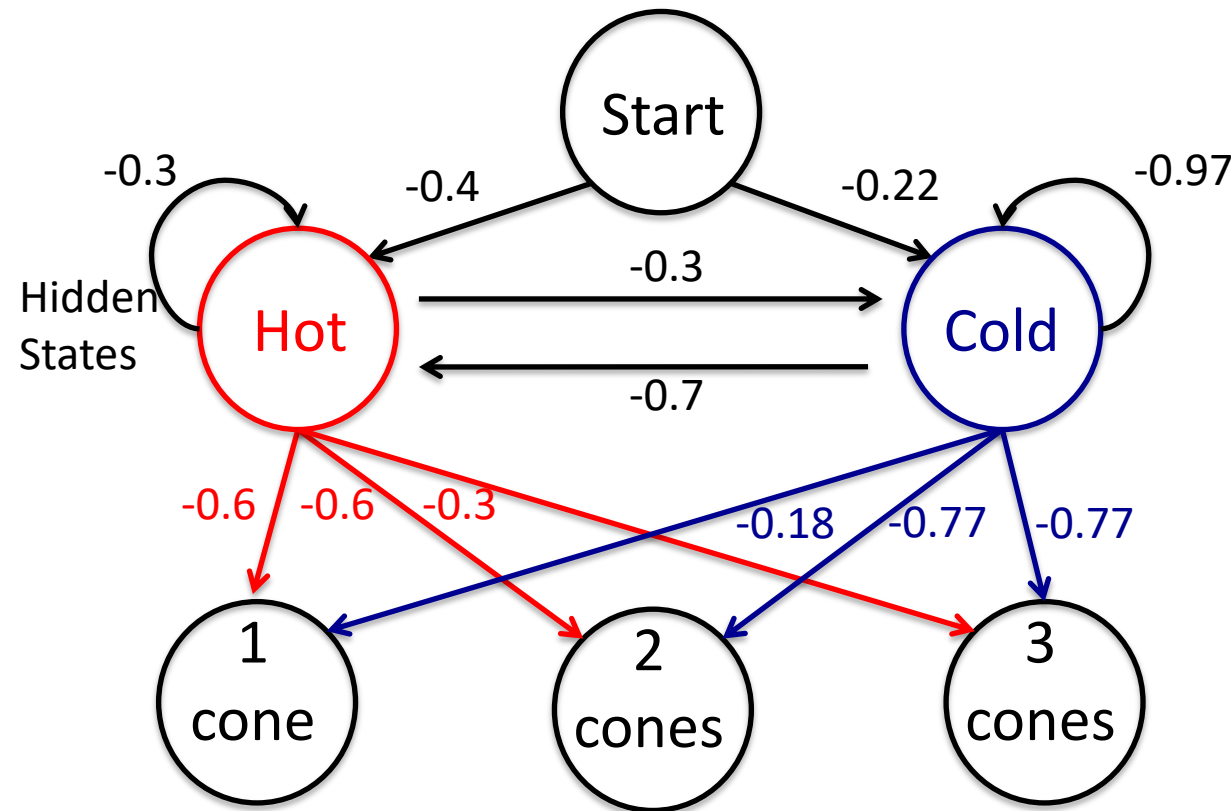 Start
-0.3
-0.4
-0.22
-0.97
-0.3
Hidden
States
Hot
Cold
-0.7
-0.6
-0.6
-0.3
-0.18
-0.77
-0.77
1
cone
2
cones
3
cones